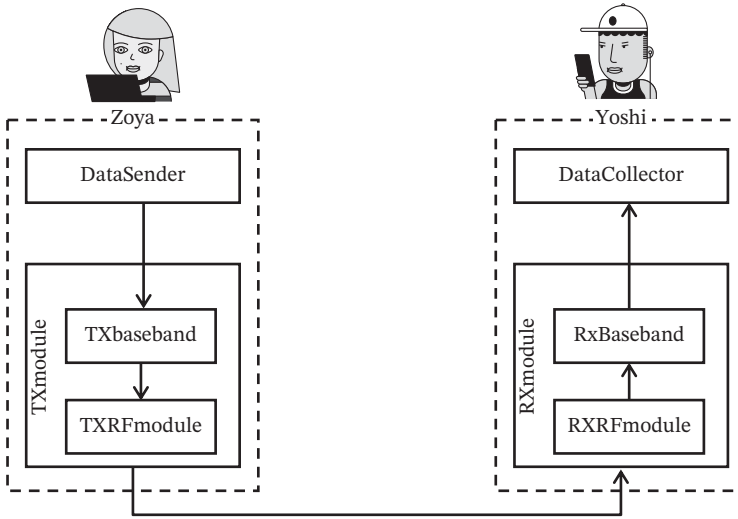 Zoya
DataSender
TXmodule
TXbaseband
TXRFmodule
Yoshi
DataCollector
RXmodule
RxBaseband
RXRFmodule